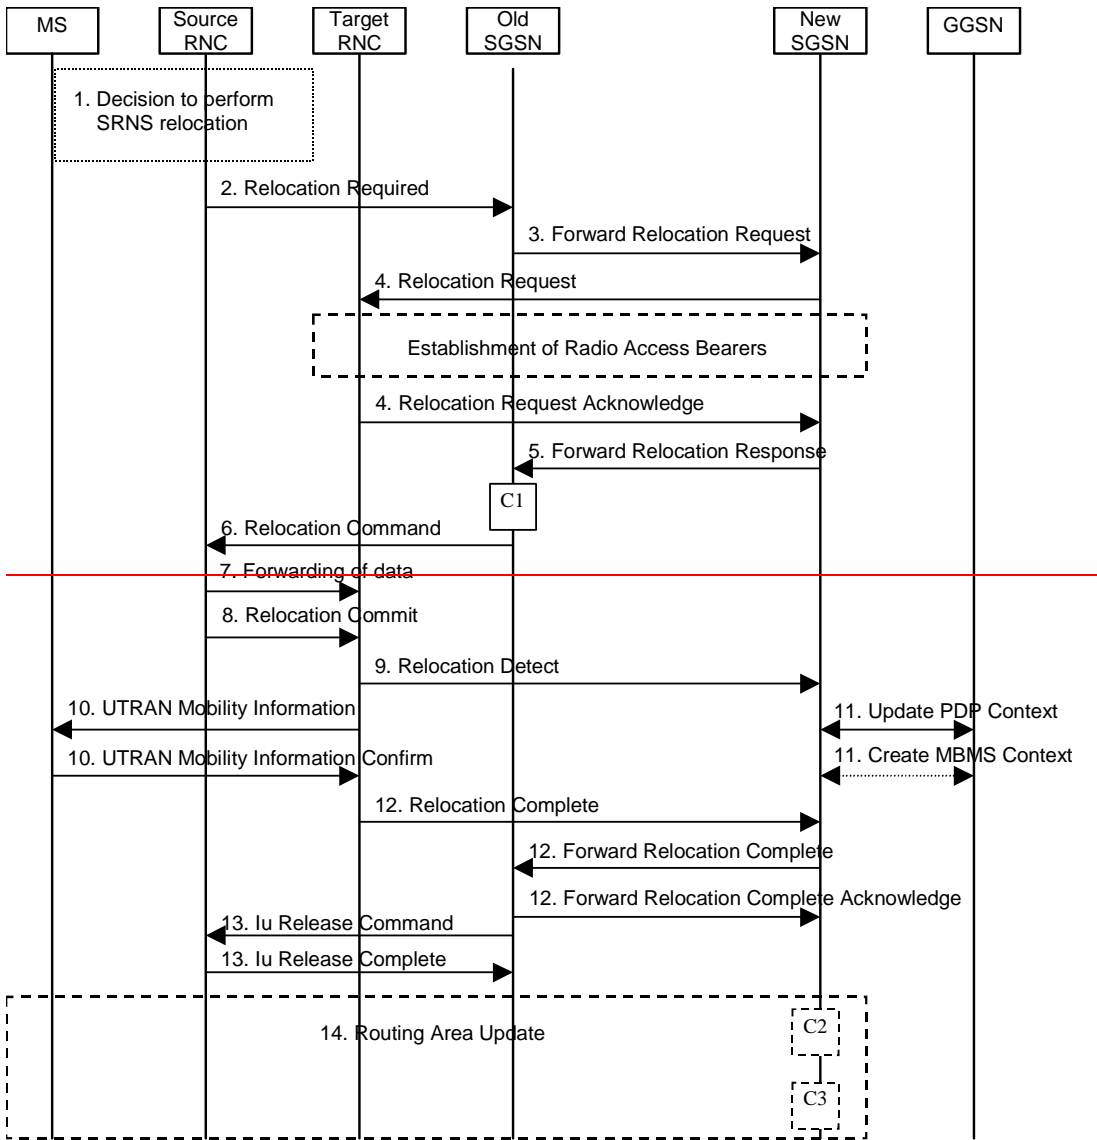 MS
Source
RNC
Target
RNC
Old
SGSN
New
SGSN
GGSN
1. Decision to perform
SRNS relocation
2. Relocation Required
3. Forward Relocation Request
4. Relocation Request
Establishment of Radio Access Bearers
4. Relocation Request Acknowledge
5. Forward Relocation Response
C1
6. Relocation Command
7. Forwarding of data
8. Relocation Commit
9. Relocation Detect
10. UTRAN Mobility Information
11. Update PDP Context
10. UTRAN Mobility Information Confirm
11. Create MBMS Context
12. Relocation Complete
12. Forward Relocation Complete
12. Forward Relocation Complete Acknowledge
13. Iu Release Command
13. Iu Release Complete
14. Routing Area Update
C2
C3